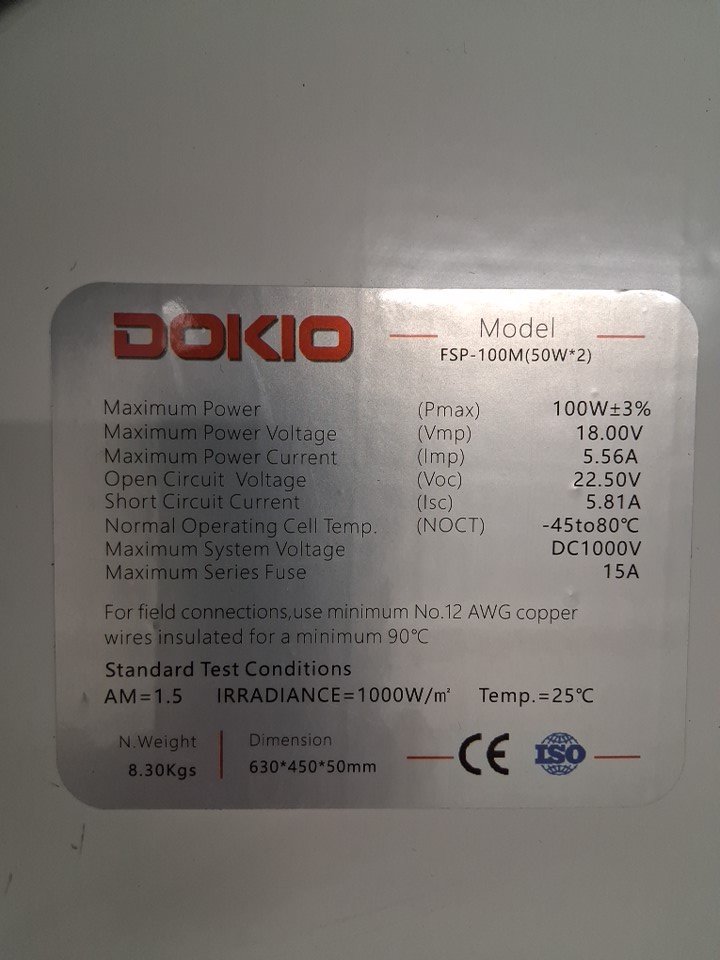 DOKIO
Model
FSP-100M(50W*2)
Maximum Power (Pmax) 100W±3%
Maximum Power Voltage (Vmp) 18.00V
Maximum Power Current (Imp) 5.56A
Open Circuit Voltage (Voc) 22.50V
Short Circuit Current (Isc) 5.81A
Normal Operating Cell Temp. (NOCT) -45to80℃
Maximum System Voltage DC1000V
Maximum Series Fuse 15A
For field connections,use minimum No.12 AWG copper
wires insulated for a minimum 90℃
Standard Test Conditions
AM=1.5 IRRADIANCE=1000W/㎡ Temp.=25℃
N.Weight Dimension
8.30Kgs 630*450*50mm
CE ISO